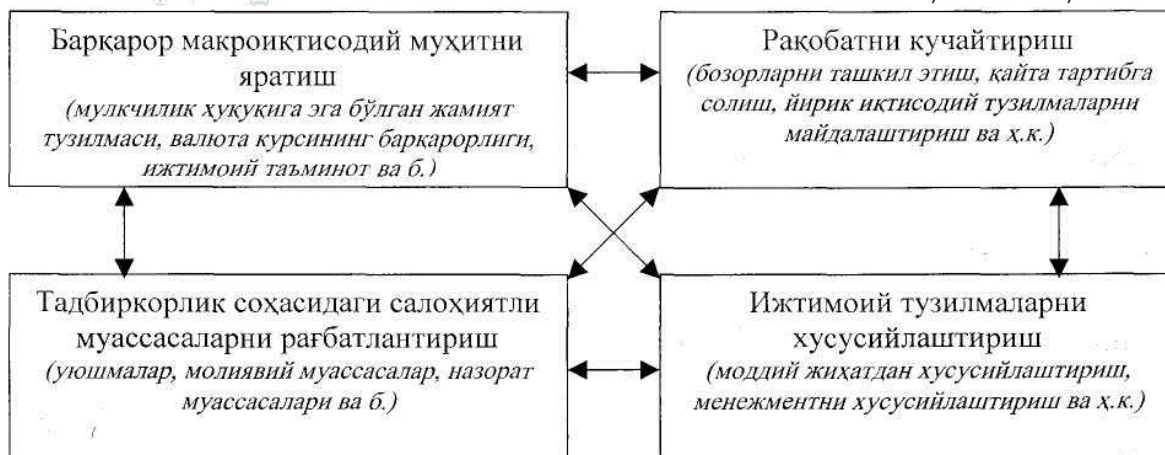 Барқарор макроиқтисодий муҳитни
яратиш
(мулкчилик ҳуқуқига эга бўлган жамият
тузилмаси, валюта курсининг барқарорлиги,
ижтимоий таъминот ва б.)
Рақобатни кучайтириш
(бозорларни ташкил этиш, қайта тартибга
солиш, йирик иқтисодий тузилмаларни
майдалаштириш ва ҳ.к.)
Тадбиркорлик соҳасидаги салоҳиятли
муассасаларни рағбатлантириш
(уюшмалар, молиявий муассасалар, назорат
муассасалари ва б.)
Ижтимоий тузилмаларни
хусусийлаштириш
(моддий жиҳатдан хусусийлаштириш,
менежментни хусусийлаштириш ва ҳ.к.)